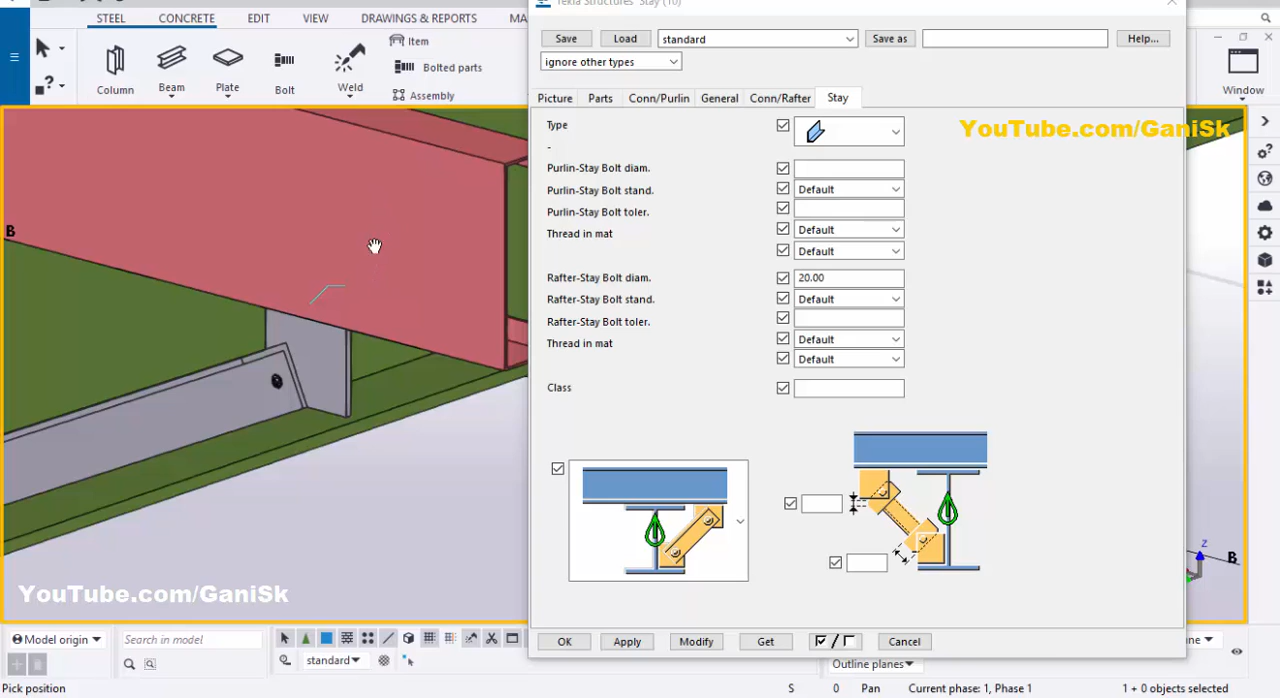 Tekla Structures Stay (10)
STEEL CONCRETE EDIT VIEW DRAWINGS & REPORTS MA
Save Load standard Save as Help...
Item
ignore other types
Bolted parts
Column Beam Plate Bolt Weld Window
Assembly
Picture Parts Conn/Purlin General Conn/Rafter Stay
Type
YouTube.com/GaniSk
-
Purlin-Stay Bolt diam.
Purlin-Stay Bolt stand. Default
Purlin-Stay Bolt toler.
Thread in mat Default
B
Default
Rafter-Stay Bolt diam. 20.00
Rafter-Stay Bolt stand. Default
Rafter-Stay Bolt toler.
Thread in mat Default
Default
Class
z
B
YouTube.com/GaniSk
Model origin Search in model OK Apply Modify Get / Cancel ne
standard Outline planes
Pick position S 0 Pan Current phase: 1, Phase 1 1 + 0 objects selected